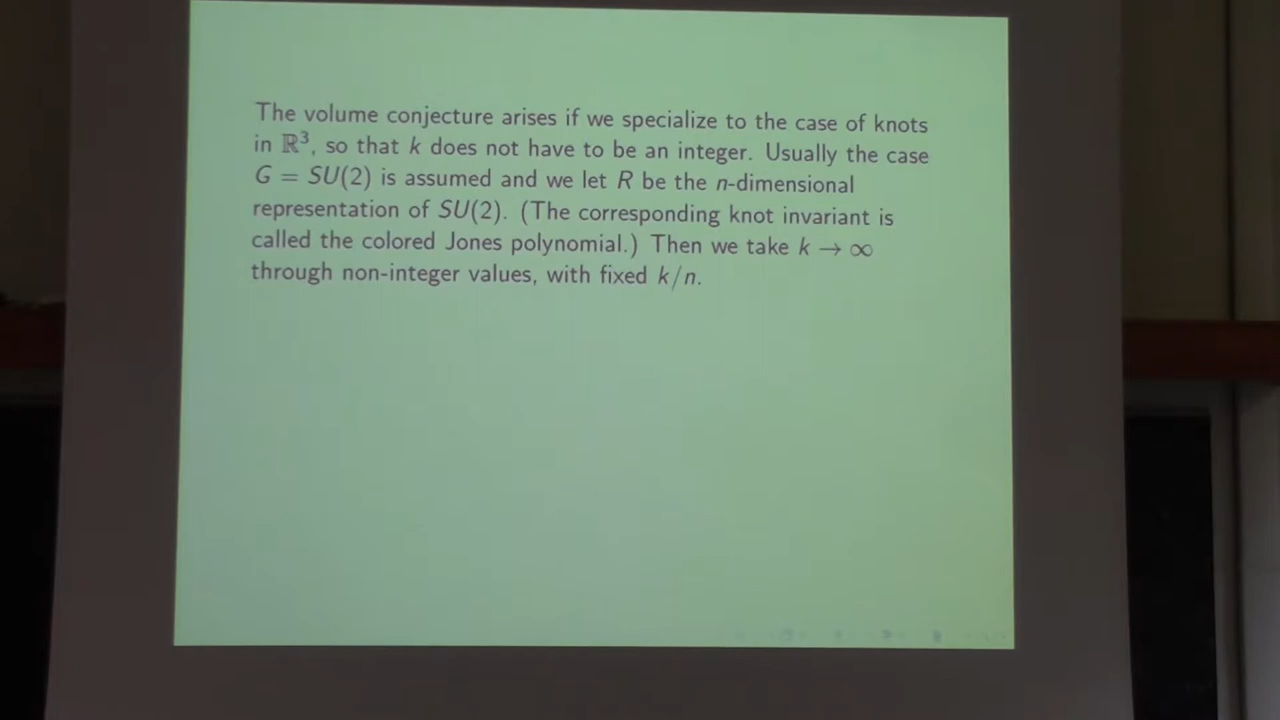 The volume conjecture arises if we specialize to the case of knots
in ℝ³, so that k does not have to be an integer. Usually the case
G = SU(2) is assumed and we let R be the n-dimensional
representation of SU(2). (The corresponding knot invariant is
called the colored Jones polynomial.) Then we take k → ∞
through non-integer values, with fixed k/n.